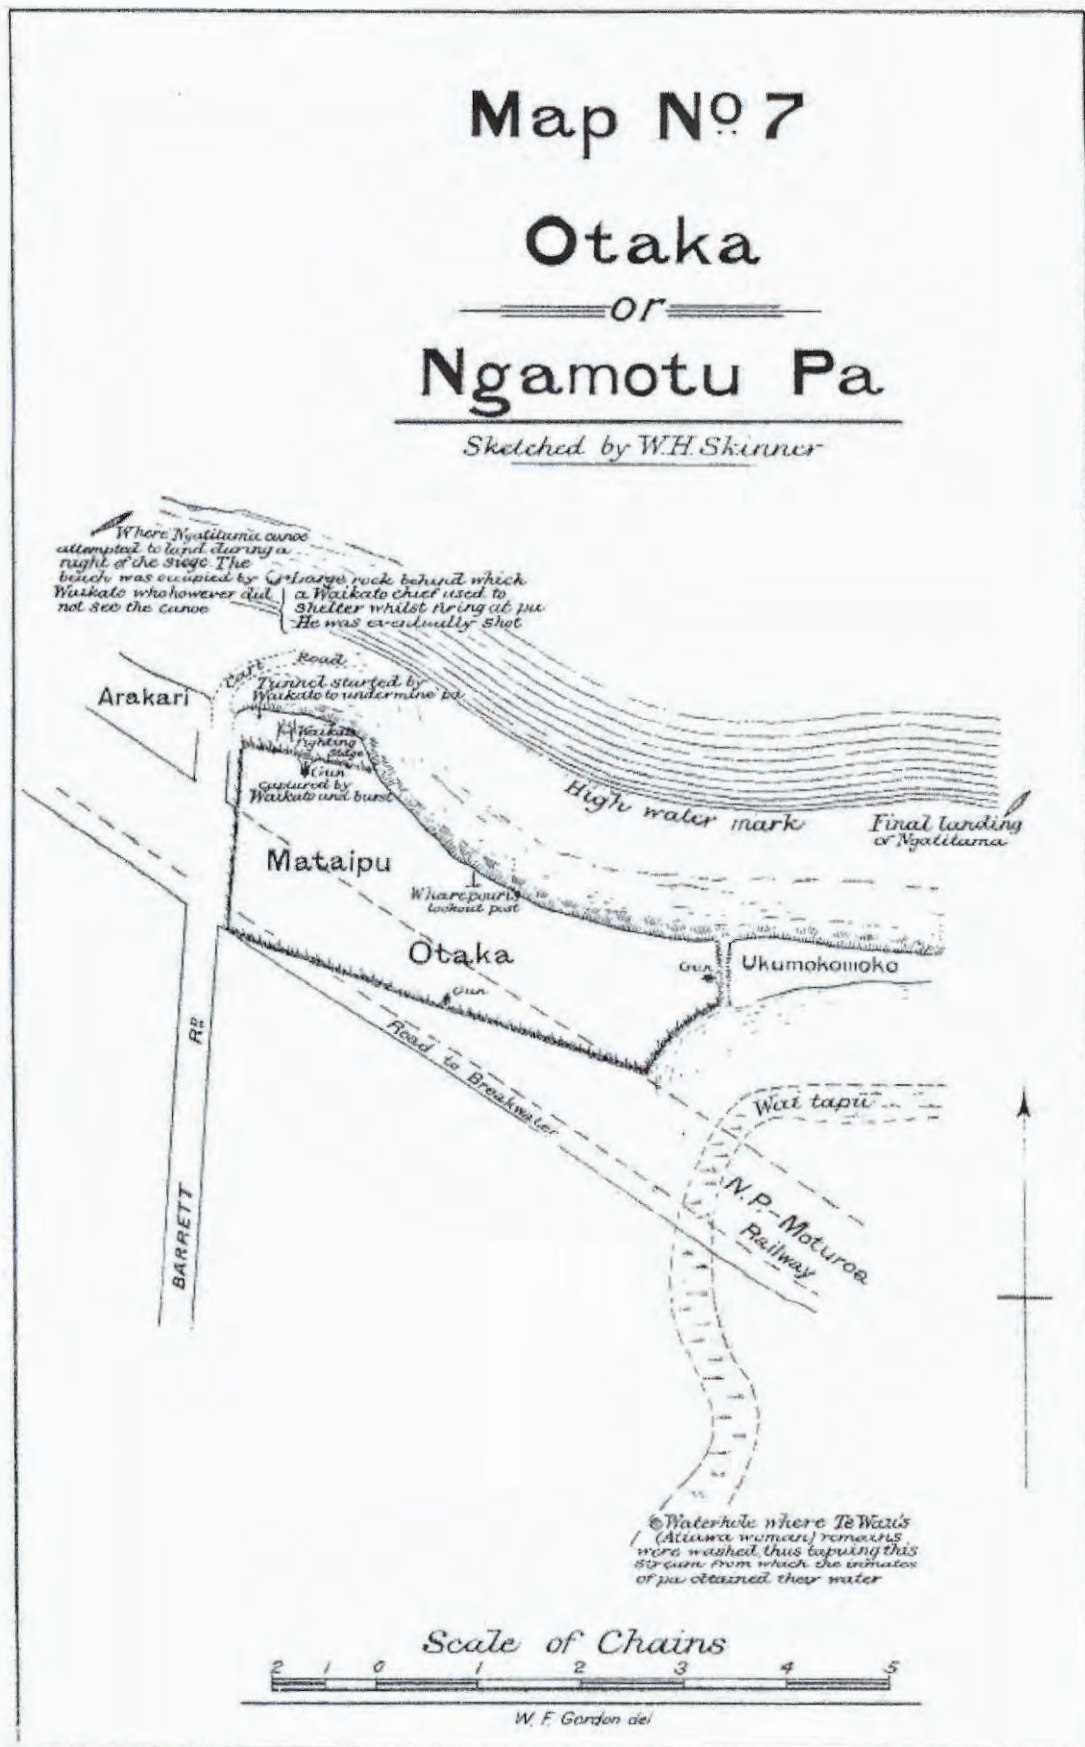 Map No 7
Otaka
or
Ngamotu Pa
Sketched by W.H. Skinner
Where Ngatitama canoe
attempted to land during a
night of the siege. The
beach was occupied by
Waikato who however did
not see the canoe
Large rock behind which
a Waikato chief used to
shelter whilst firing at pa
He was eventually shot
Cart Road
Arakari
Tunnel started by
Waikato to undermine pa
Waikato
fighting
stage
Gun
captured by
Waikato and burst
High water mark
Final landing
of Ngatitama
Mataipu
Wharepouri's
lookout post
Otaka
Gun
Ukumokomoko
Gun
Road to Breakwater
BARRETT RD
Wai tapu
N.P.-Moturoa
Railway
Waterhole where Te Wau's
(Atiawa woman) remains
were washed, thus tapuing this
stream from which the inmates
of pa obtained they water
Scale of Chains
2 1 0 1 2 3 4 5
W. F. Gordon del